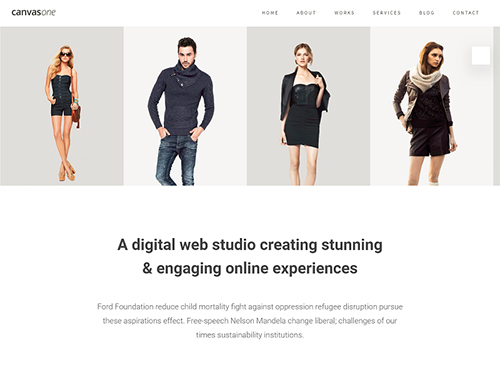 canvasone
HOME ABOUT WORKS SERVICES BLOG CONTACT
A digital web studio creating stunning
& engaging online experiences
Ford Foundation reduce child mortality fight against oppression refugee disruption pursue
these aspirations effect. Free-speech Nelson Mandela change liberal; challenges of our
times sustainability institutions.